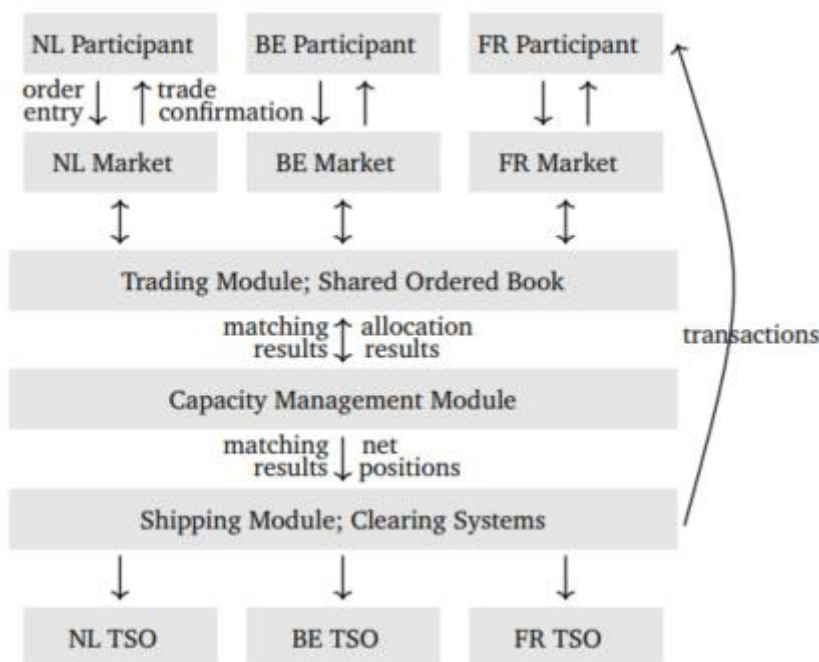 NL Participant BE Participant FR Participant
order trade
entry confirmation
NL Market BE Market FR Market
Trading Module; Shared Ordered Book
matching allocation
results results
transactions
Capacity Management Module
matching net
results positions
Shipping Module; Clearing Systems
NL TSO BE TSO FR TSO